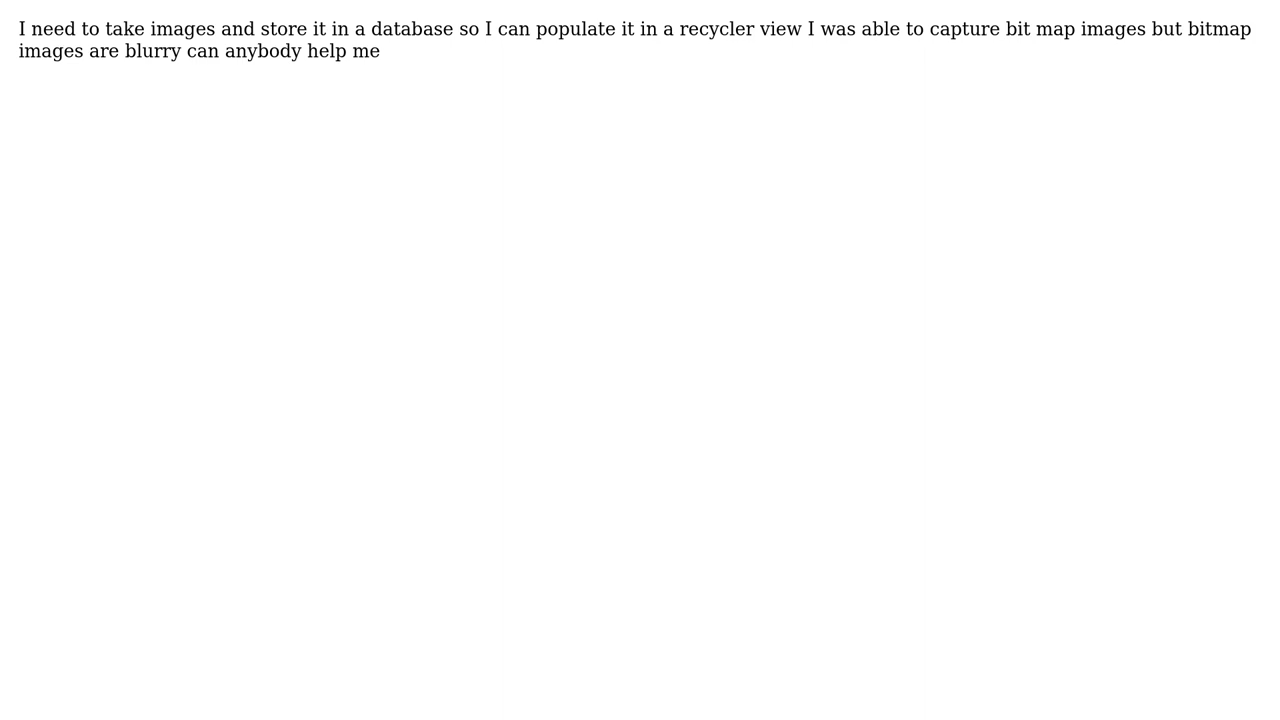 I need to take images and store it in a database so I can populate it in a recycler view I was able to capture bit map images but bitmap
images are blurry can anybody help me